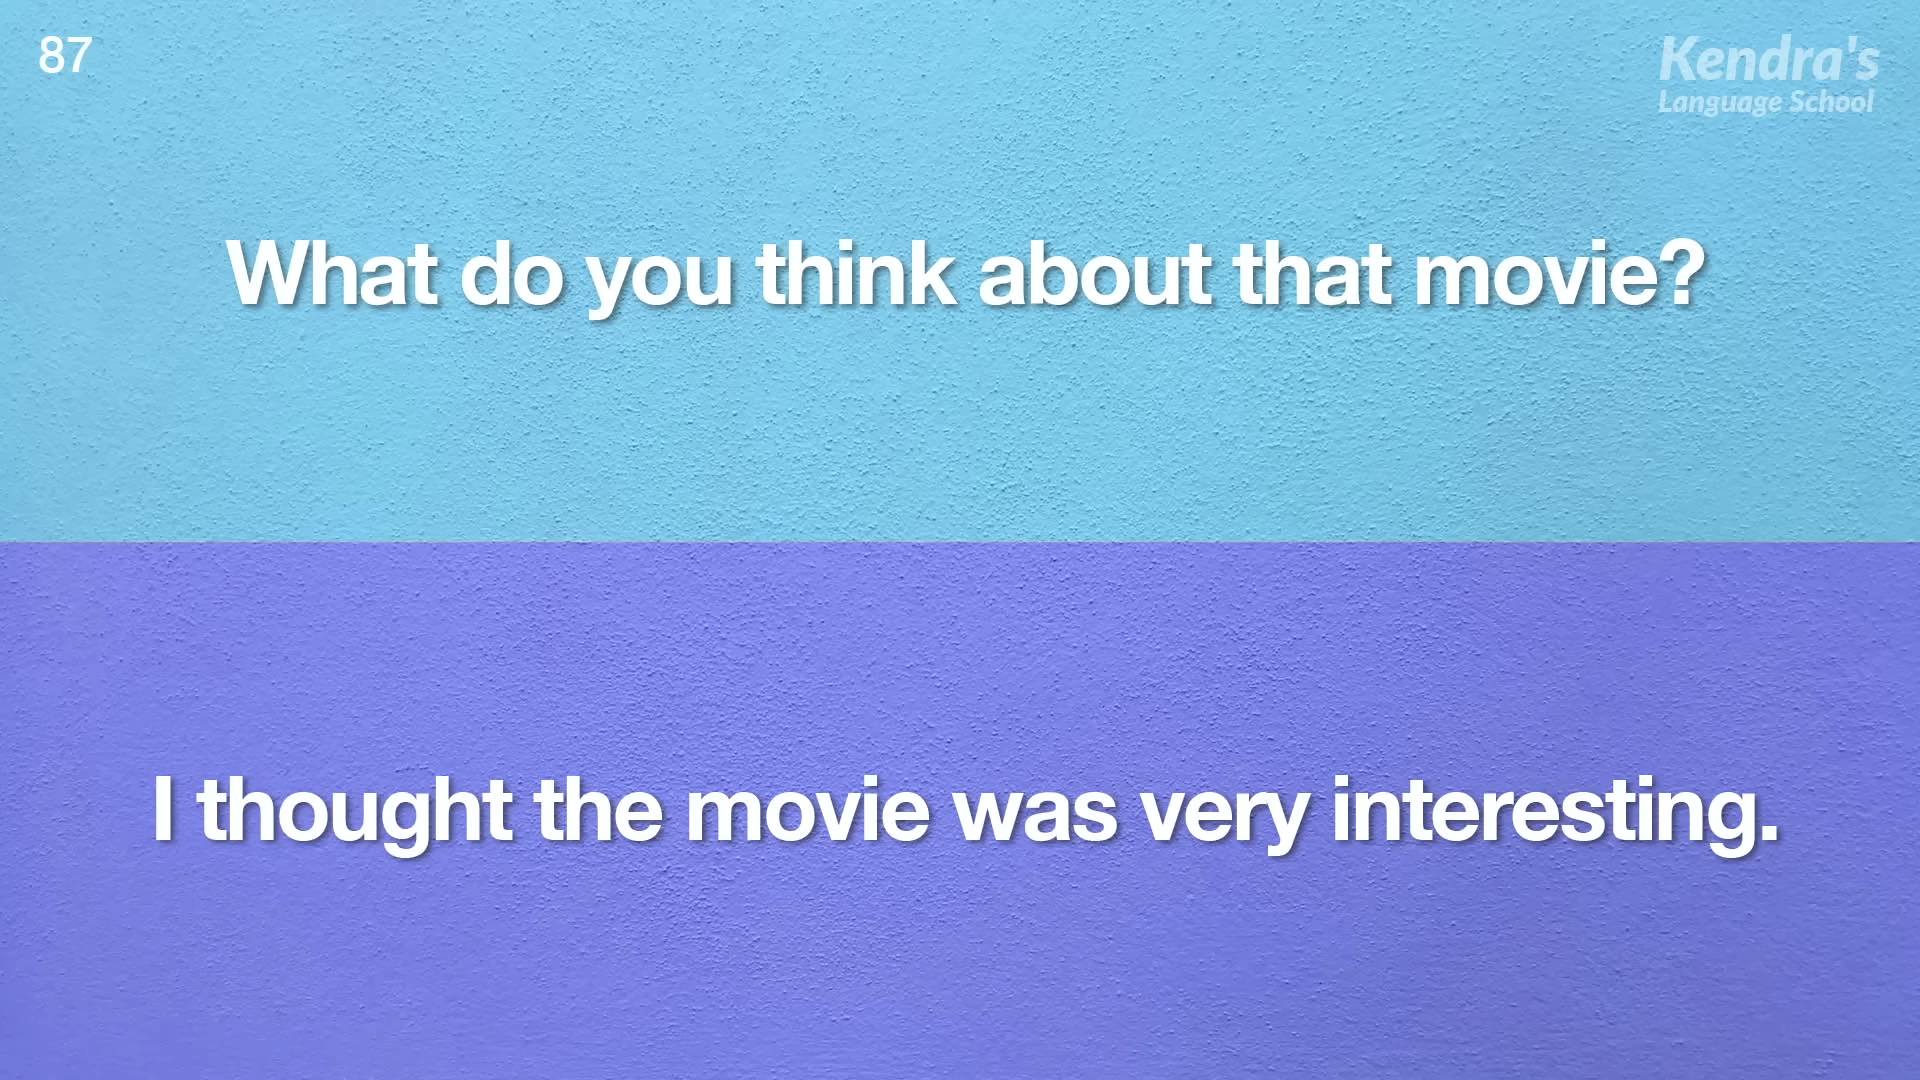 87
Kendra's
Language School
What do you think about that movie?
I thought the movie was very interesting.